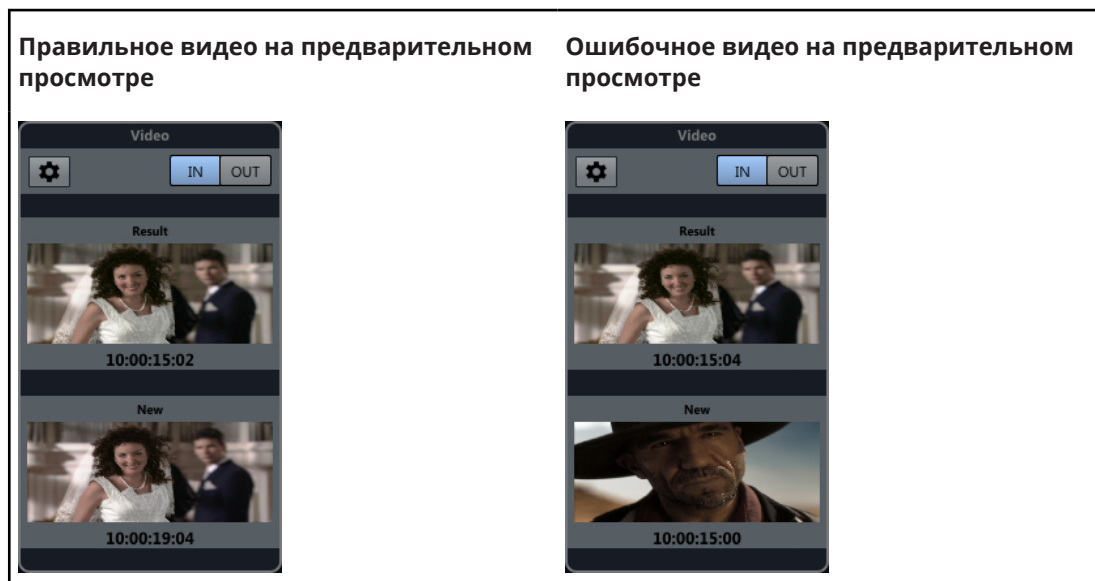 Правильное видео на предварительном
просмотре
Video
IN OUT
Result
10:00:15:02
New
10:00:19:04
Ошибочное видео на предварительном
просмотре
Video
IN OUT
Result
10:00:15:04
New
10:00:15:00